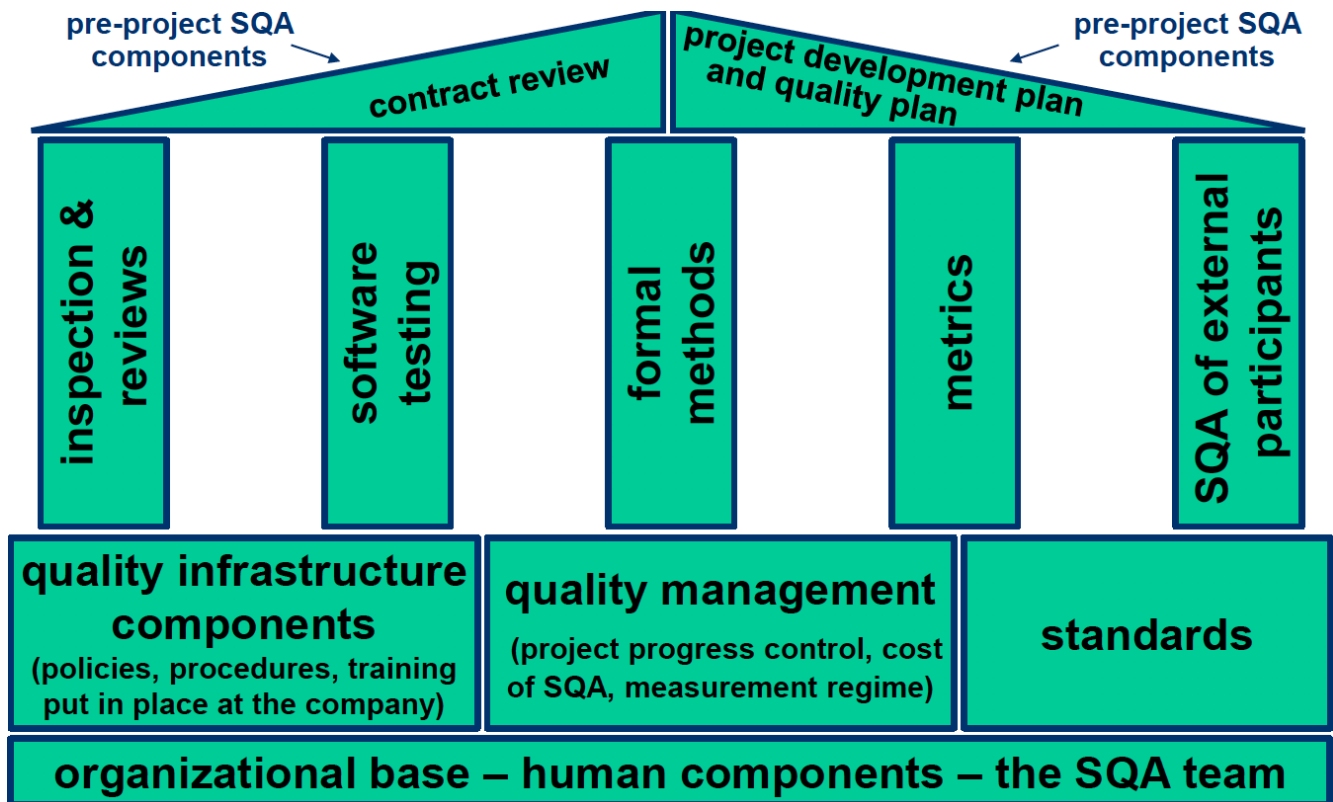 pre-project SQA
components
contract review
project development plan
and quality plan
pre-project SQA
components
inspection &
reviews
software
testing
formal
methods
metrics
SQA of external
participants
quality infrastructure
components
(policies, procedures, training
put in place at the company)
quality management
(project progress control, cost
of SQA, measurement regime)
standards
organizational base – human components – the SQA team